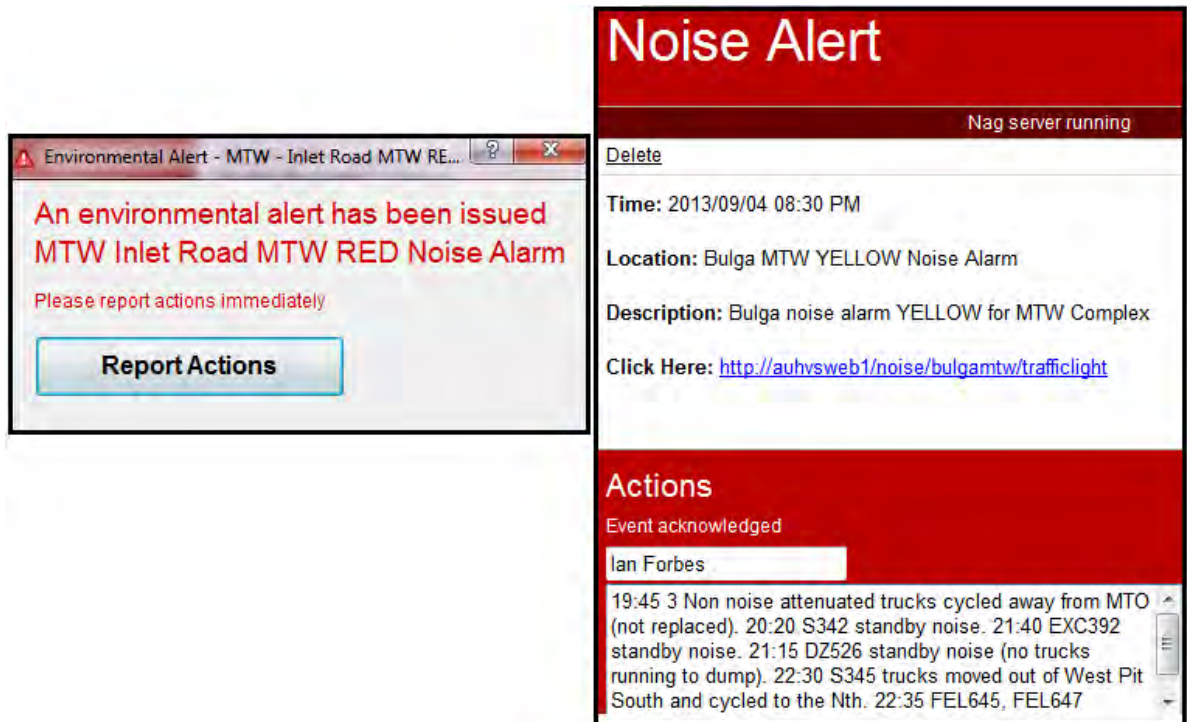 Environmental Alert - MTW - Inlet Road MTW RE...
An environmental alert has been issued
MTW Inlet Road MTW RED Noise Alarm
Please report actions immediately
Report Actions
Noise Alert
Nag server running
Delete
Time: 2013/09/04 08:30 PM
Location: Bulga MTW YELLOW Noise Alarm
Description: Bulga noise alarm YELLOW for MTW Complex
Click Here: http://auhvsweb1/noise/bulgamtw/trafficlight
Actions
Event acknowledged
Ian Forbes
19:45 3 Non noise attenuated trucks cycled away from MTO
(not replaced). 20:20 S342 standby noise. 21:40 EXC392
standby noise. 21:15 DZ526 standby noise (no trucks
running to dump). 22:30 S345 trucks moved out of West Pit
South and cycled to the Nth. 22:35 FEL645, FEL647